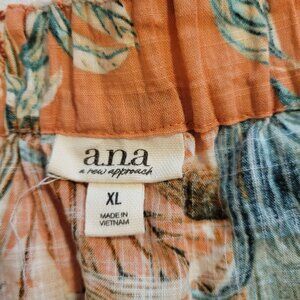 a.n.a
a new approach
XL
MADE IN
VIETNAM